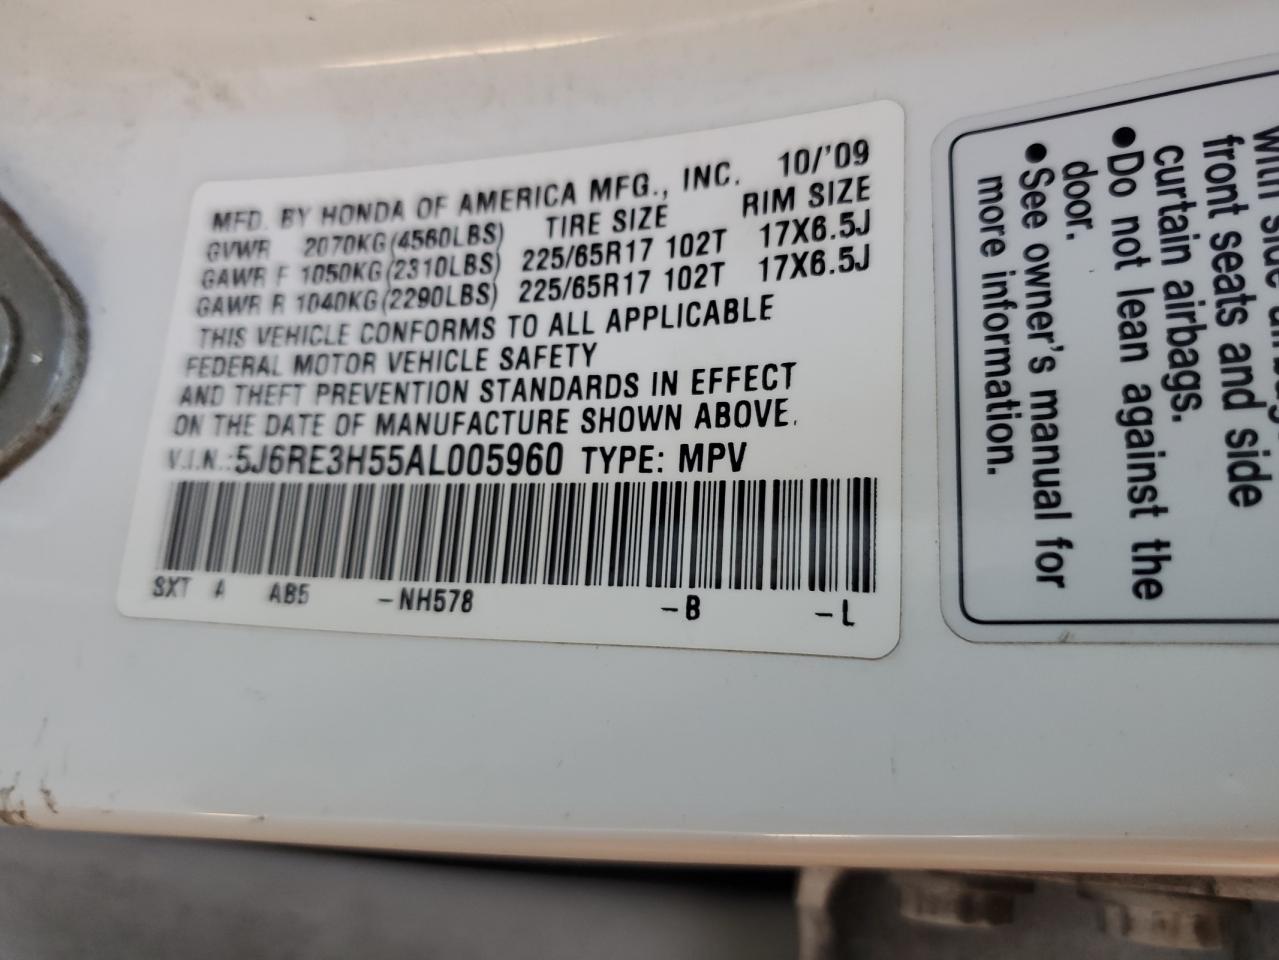 MFD. BY HONDA OF AMERICA MFG., INC. 10/'09
GVWR 2070KG(4560LBS) TIRE SIZE RIM SIZE
GAWR F 1050KG(2310LBS) 225/65R17 102T 17X6.5J
GAWR R 1040KG(2290LBS) 225/65R17 102T 17X6.5J
THIS VEHICLE CONFORMS TO ALL APPLICABLE
FEDERAL MOTOR VEHICLE SAFETY
AND THEFT PREVENTION STANDARDS IN EFFECT
ON THE DATE OF MANUFACTURE SHOWN ABOVE.
V.I.N.:5J6RE3H55AL005960 TYPE: MPV
SXT A AB5 -NH578 -B -L
front seats and side
curtain airbags.
●Do not lean against the
door.
●See owner's manual for
more information.